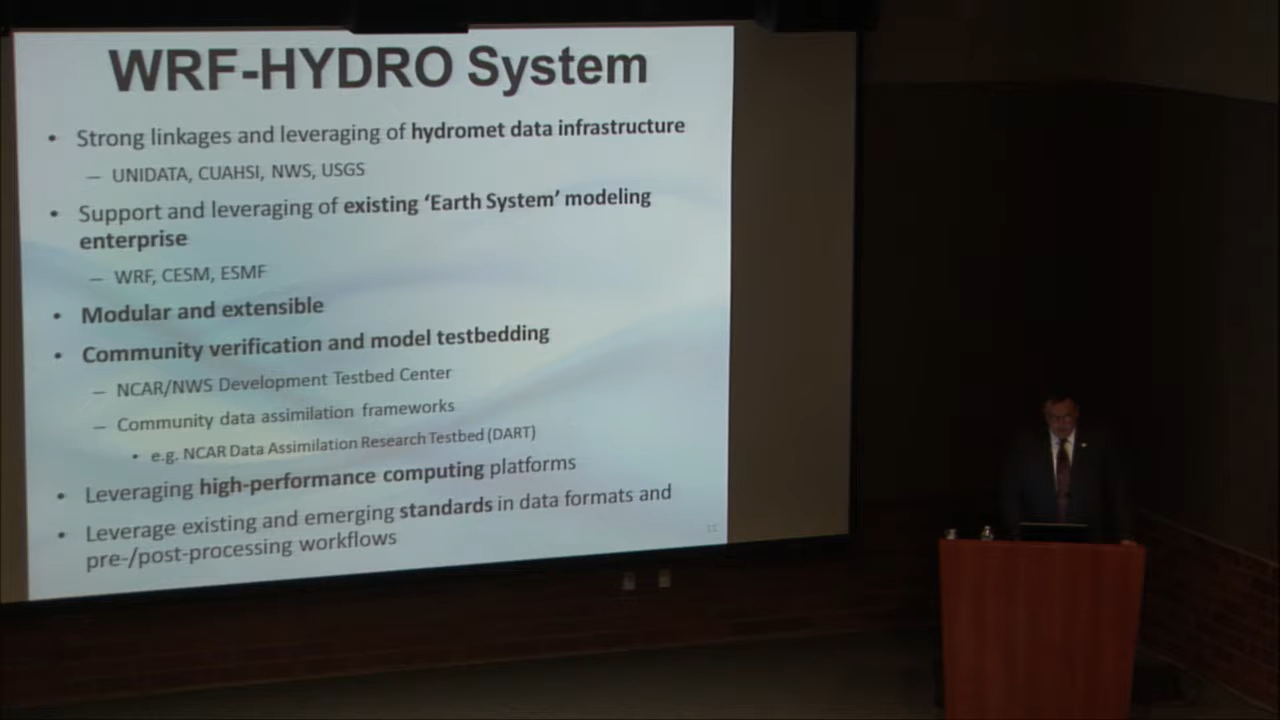 WRF-HYDRO System
• Strong linkages and leveraging of hydromet data infrastructure
– UNIDATA, CUAHSI, NWS, USGS
• Support and leveraging of existing ‘Earth System’ modeling
enterprise
– WRF, CESM, ESMF
• Modular and extensible
• Community verification and model testbedding
– NCAR/NWS Development Testbed Center
– Community data assimilation frameworks
• e.g. NCAR Data Assimilation Research Testbed (DART)
• Leveraging high-performance computing platforms
• Leverage existing and emerging standards in data formats and
pre-/post-processing workflows